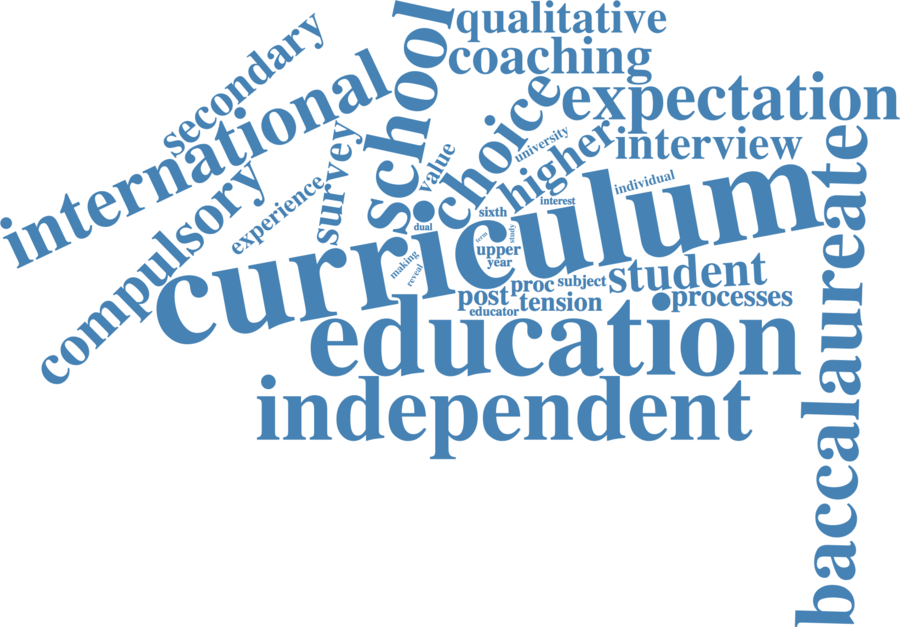 qualitative
coaching
school
secondary
international
choice
expectation
interview
higher
university
survey
value
compulsory
experience
individual
interest
sixth
dual
curriculum
term
study
upper
year
making
reveal
student
subject
proc
post
tension
processes
educator
education
independent
baccalaureate